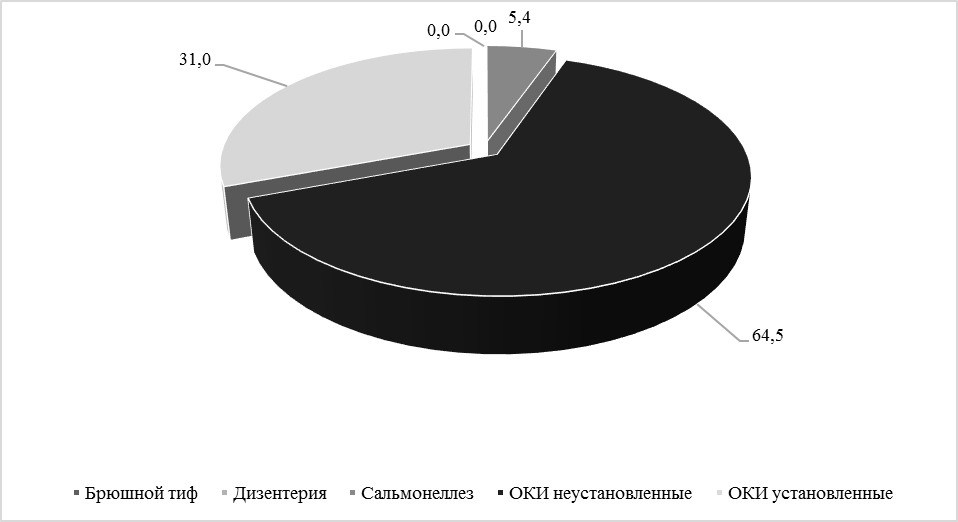 5,4
0,0
0,0
31,0
64,5
Брюшной тиф
Дизентерия
Сальмонеллез
ОКИ неустановленные
ОКИ установленные